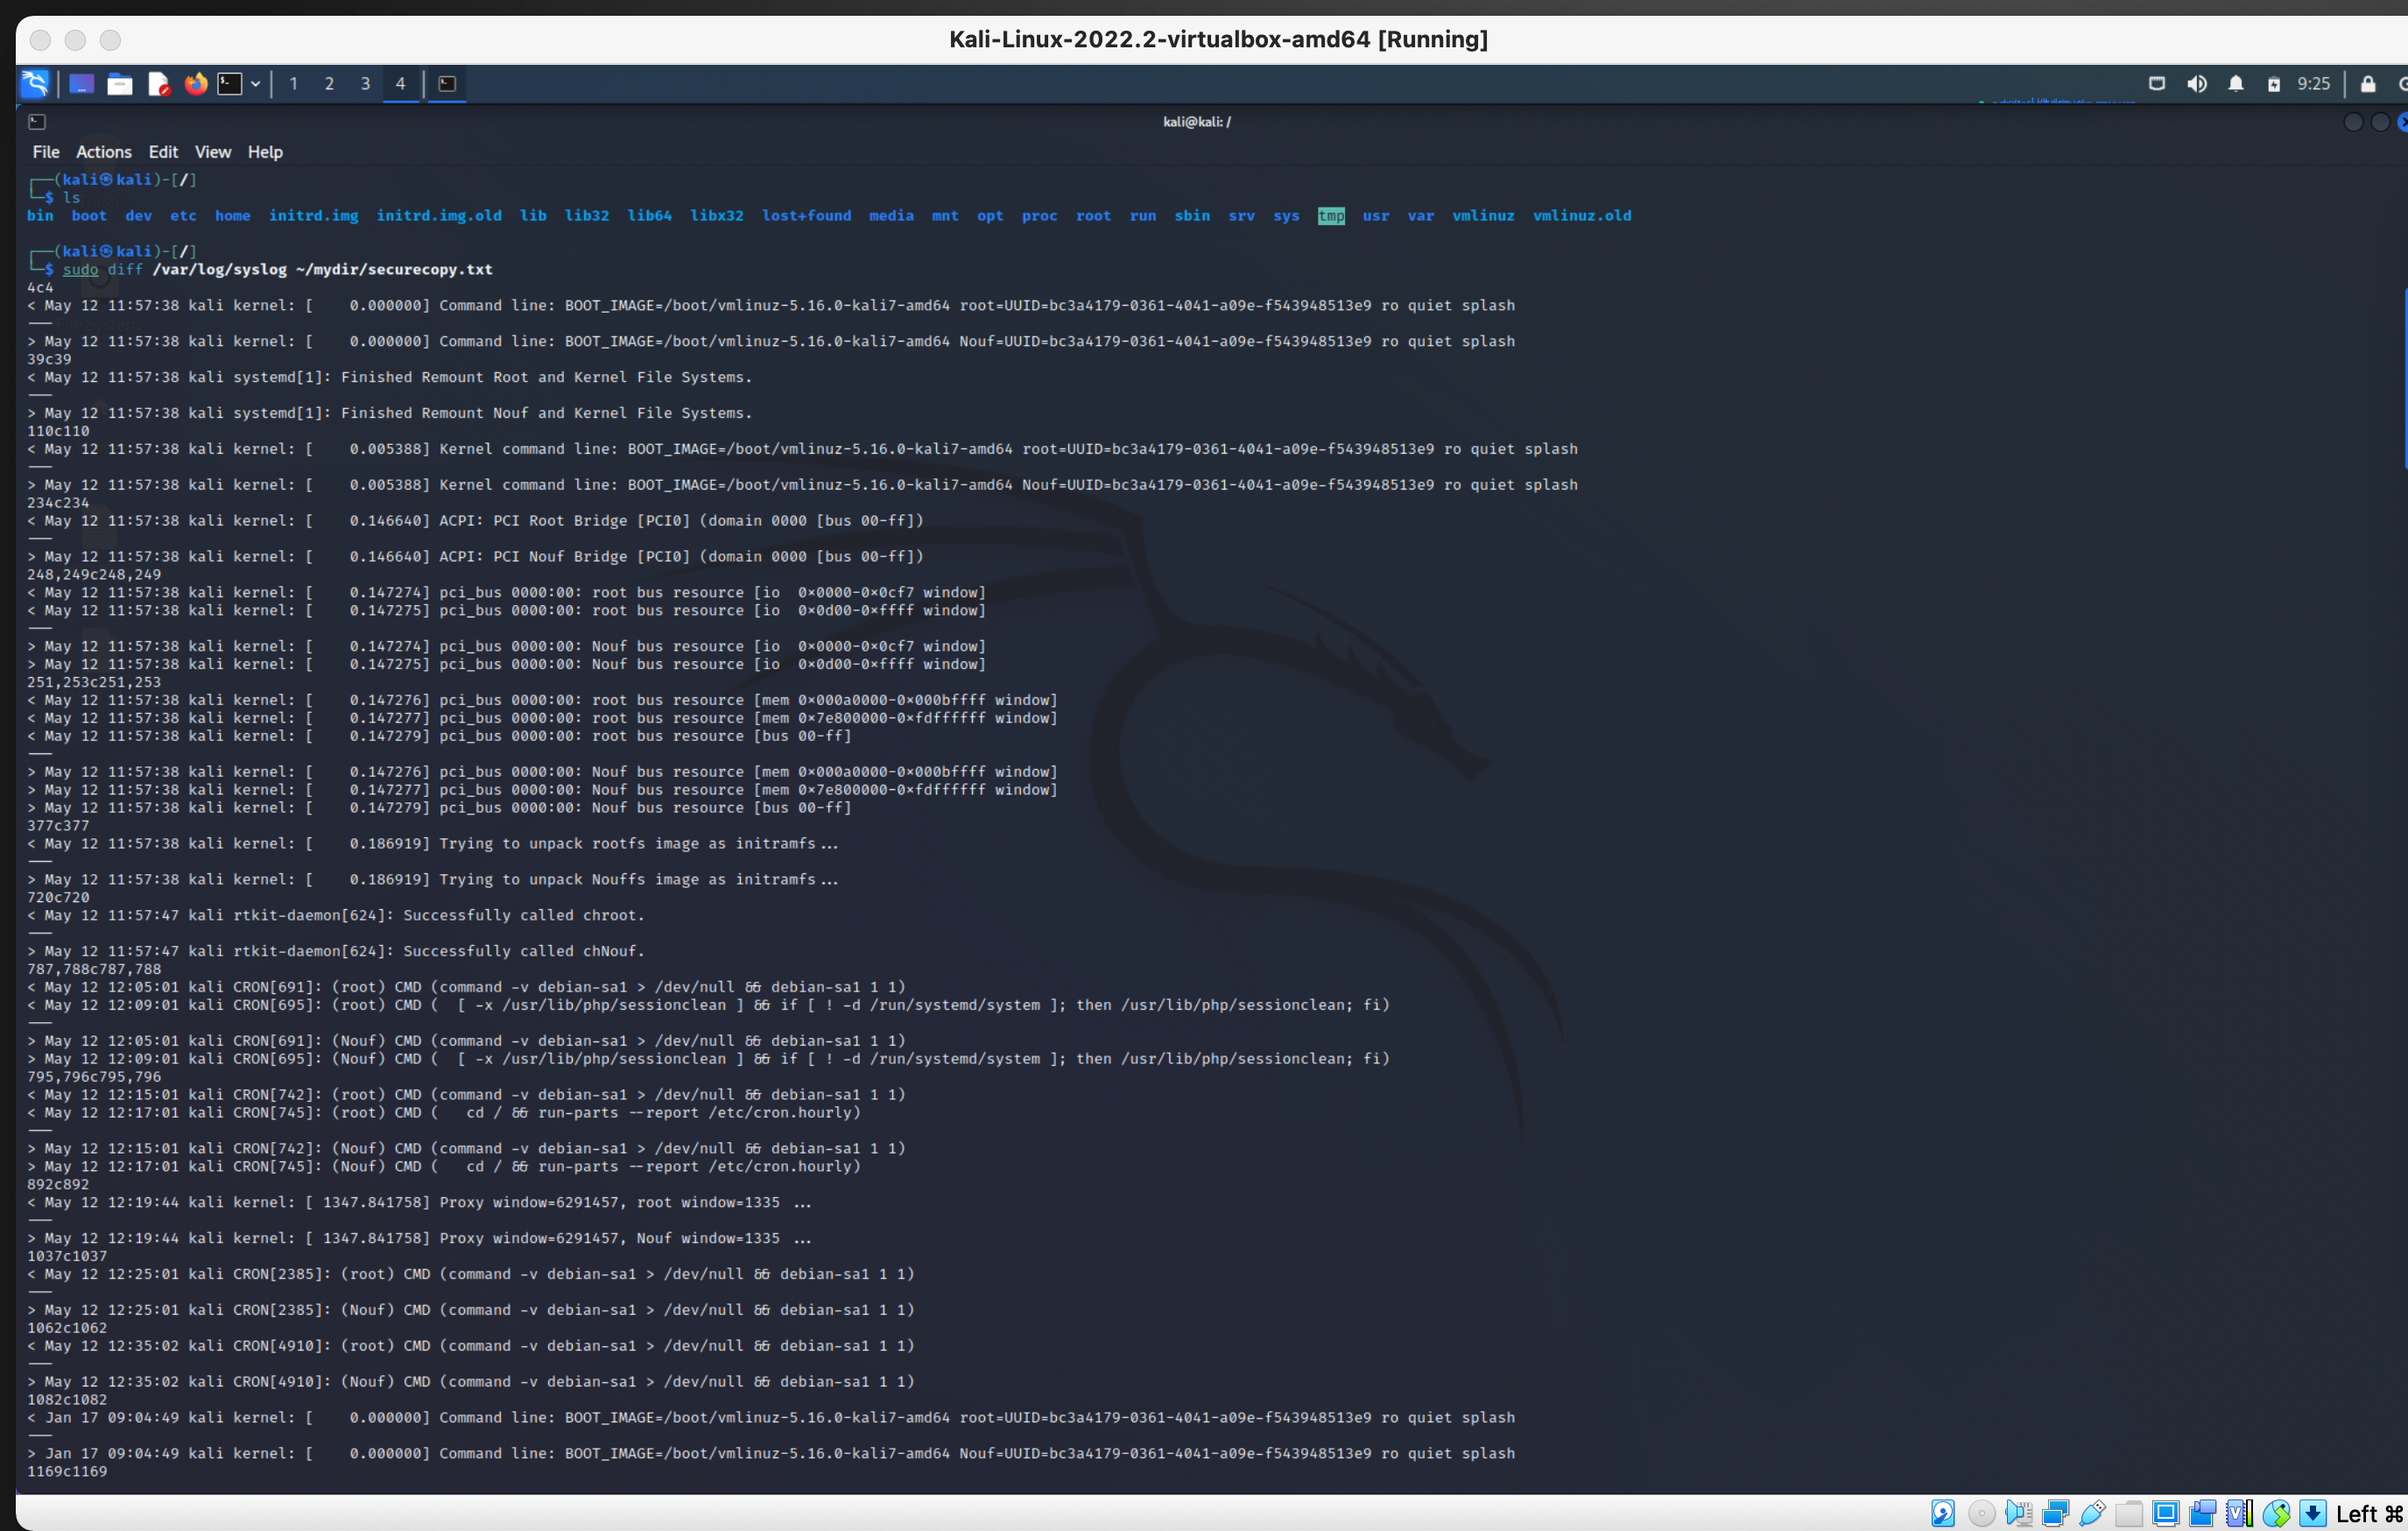 Kali-Linux-2022.2-virtualbox-amd64 [Running]
1 2 3 4 9:25
kali@kali: /
File Actions Edit View Help
┌──(kali㉿kali)-[/]
└─$ ls
bin boot dev etc home initrd.img initrd.img.old lib lib32 lib64 libx32 lost+found media mnt opt proc root run sbin srv sys tmp usr var vmlinuz vmlinuz.old
┌──(kali㉿kali)-[/]
└─$ sudo diff /var/log/syslog ~/mydir/securecopy.txt
4c4
< May 12 11:57:38 kali kernel: [    0.000000] Command line: BOOT_IMAGE=/boot/vmlinuz-5.16.0-kali7-amd64 root=UUID=bc3a4179-0361-4041-a09e-f543948513e9 ro quiet splash
---
> May 12 11:57:38 kali kernel: [    0.000000] Command line: BOOT_IMAGE=/boot/vmlinuz-5.16.0-kali7-amd64 Nouf=UUID=bc3a4179-0361-4041-a09e-f543948513e9 ro quiet splash
39c39
< May 12 11:57:38 kali systemd[1]: Finished Remount Root and Kernel File Systems.
---
> May 12 11:57:38 kali systemd[1]: Finished Remount Nouf and Kernel File Systems.
110c110
< May 12 11:57:38 kali kernel: [    0.005388] Kernel command line: BOOT_IMAGE=/boot/vmlinuz-5.16.0-kali7-amd64 root=UUID=bc3a4179-0361-4041-a09e-f543948513e9 ro quiet splash
---
> May 12 11:57:38 kali kernel: [    0.005388] Kernel command line: BOOT_IMAGE=/boot/vmlinuz-5.16.0-kali7-amd64 Nouf=UUID=bc3a4179-0361-4041-a09e-f543948513e9 ro quiet splash
234c234
< May 12 11:57:38 kali kernel: [    0.146640] ACPI: PCI Root Bridge [PCI0] (domain 0000 [bus 00-ff])
---
> May 12 11:57:38 kali kernel: [    0.146640] ACPI: PCI Nouf Bridge [PCI0] (domain 0000 [bus 00-ff])
248,249c248,249
< May 12 11:57:38 kali kernel: [    0.147274] pci_bus 0000:00: root bus resource [io  0x0000-0x0cf7 window]
< May 12 11:57:38 kali kernel: [    0.147275] pci_bus 0000:00: root bus resource [io  0x0d00-0xffff window]
---
> May 12 11:57:38 kali kernel: [    0.147274] pci_bus 0000:00: Nouf bus resource [io  0x0000-0x0cf7 window]
> May 12 11:57:38 kali kernel: [    0.147275] pci_bus 0000:00: Nouf bus resource [io  0x0d00-0xffff window]
251,253c251,253
< May 12 11:57:38 kali kernel: [    0.147276] pci_bus 0000:00: root bus resource [mem 0x000a0000-0x000bffff window]
< May 12 11:57:38 kali kernel: [    0.147277] pci_bus 0000:00: root bus resource [mem 0x7e800000-0xfdffffff window]
< May 12 11:57:38 kali kernel: [    0.147279] pci_bus 0000:00: root bus resource [bus 00-ff]
---
> May 12 11:57:38 kali kernel: [    0.147276] pci_bus 0000:00: Nouf bus resource [mem 0x000a0000-0x000bffff window]
> May 12 11:57:38 kali kernel: [    0.147277] pci_bus 0000:00: Nouf bus resource [mem 0x7e800000-0xfdffffff window]
> May 12 11:57:38 kali kernel: [    0.147279] pci_bus 0000:00: Nouf bus resource [bus 00-ff]
377c377
< May 12 11:57:38 kali kernel: [    0.186919] Trying to unpack rootfs image as initramfs...
---
> May 12 11:57:38 kali kernel: [    0.186919] Trying to unpack Nouffs image as initramfs...
720c720
< May 12 11:57:47 kali rtkit-daemon[624]: Successfully called chroot.
---
> May 12 11:57:47 kali rtkit-daemon[624]: Successfully called chNouf.
787,788c787,788
< May 12 12:05:01 kali CRON[691]: (root) CMD (command -v debian-sa1 > /dev/null && debian-sa1 1 1)
< May 12 12:09:01 kali CRON[695]: (root) CMD (  [ -x /usr/lib/php/sessionclean ] && if [ ! -d /run/systemd/system ]; then /usr/lib/php/sessionclean; fi)
---
> May 12 12:05:01 kali CRON[691]: (Nouf) CMD (command -v debian-sa1 > /dev/null && debian-sa1 1 1)
> May 12 12:09:01 kali CRON[695]: (Nouf) CMD (  [ -x /usr/lib/php/sessionclean ] && if [ ! -d /run/systemd/system ]; then /usr/lib/php/sessionclean; fi)
795,796c795,796
< May 12 12:15:01 kali CRON[742]: (root) CMD (command -v debian-sa1 > /dev/null && debian-sa1 1 1)
< May 12 12:17:01 kali CRON[745]: (root) CMD (   cd / && run-parts --report /etc/cron.hourly)
---
> May 12 12:15:01 kali CRON[742]: (Nouf) CMD (command -v debian-sa1 > /dev/null && debian-sa1 1 1)
> May 12 12:17:01 kali CRON[745]: (Nouf) CMD (   cd / && run-parts --report /etc/cron.hourly)
892c892
< May 12 12:19:44 kali kernel: [ 1347.841758] Proxy window=6291457, root window=1335 ...
---
> May 12 12:19:44 kali kernel: [ 1347.841758] Proxy window=6291457, Nouf window=1335 ...
1037c1037
< May 12 12:25:01 kali CRON[2385]: (root) CMD (command -v debian-sa1 > /dev/null && debian-sa1 1 1)
---
> May 12 12:25:01 kali CRON[2385]: (Nouf) CMD (command -v debian-sa1 > /dev/null && debian-sa1 1 1)
1062c1062
< May 12 12:35:02 kali CRON[4910]: (root) CMD (command -v debian-sa1 > /dev/null && debian-sa1 1 1)
---
> May 12 12:35:02 kali CRON[4910]: (Nouf) CMD (command -v debian-sa1 > /dev/null && debian-sa1 1 1)
1082c1082
< Jan 17 09:04:49 kali kernel: [    0.000000] Command line: BOOT_IMAGE=/boot/vmlinuz-5.16.0-kali7-amd64 root=UUID=bc3a4179-0361-4041-a09e-f543948513e9 ro quiet splash
---
> Jan 17 09:04:49 kali kernel: [    0.000000] Command line: BOOT_IMAGE=/boot/vmlinuz-5.16.0-kali7-amd64 Nouf=UUID=bc3a4179-0361-4041-a09e-f543948513e9 ro quiet splash
1169c1169
Left ⌘